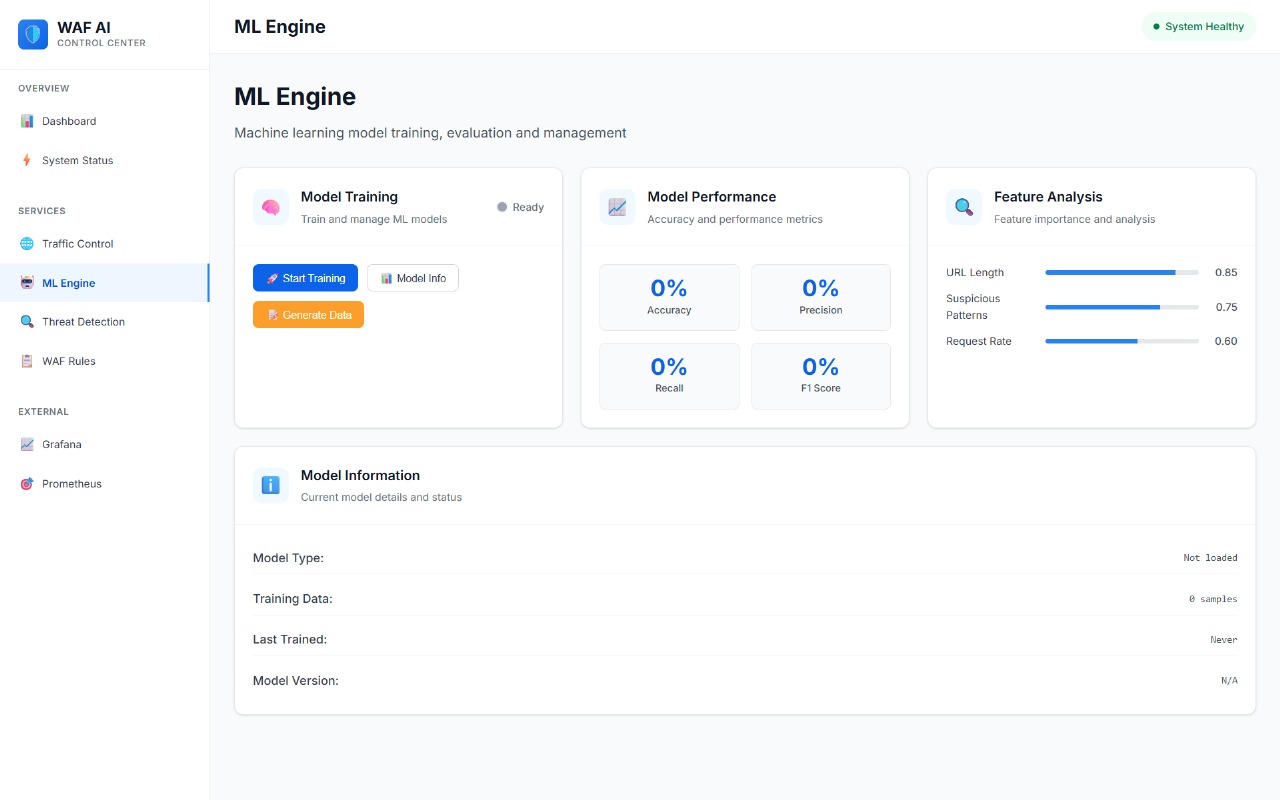 WAF AI
CONTROL CENTER
OVERVIEW
Dashboard
System Status
SERVICES
Traffic Control
ML Engine
Threat Detection
WAF Rules
EXTERNAL
Grafana
Prometheus
ML Engine
System Healthy
ML Engine
Machine learning model training, evaluation and management
Model Training
Train and manage ML models
Ready
Start Training
Model Info
Generate Data
Model Performance
Accuracy and performance metrics
0%
Accuracy
0%
Precision
0%
Recall
0%
F1 Score
Feature Analysis
Feature importance and analysis
URL Length 0.85
Suspicious
Patterns 0.75
Request Rate 0.60
Model Information
Current model details and status
Model Type: Not loaded
Training Data: 0 samples
Last Trained: Never
Model Version: N/A